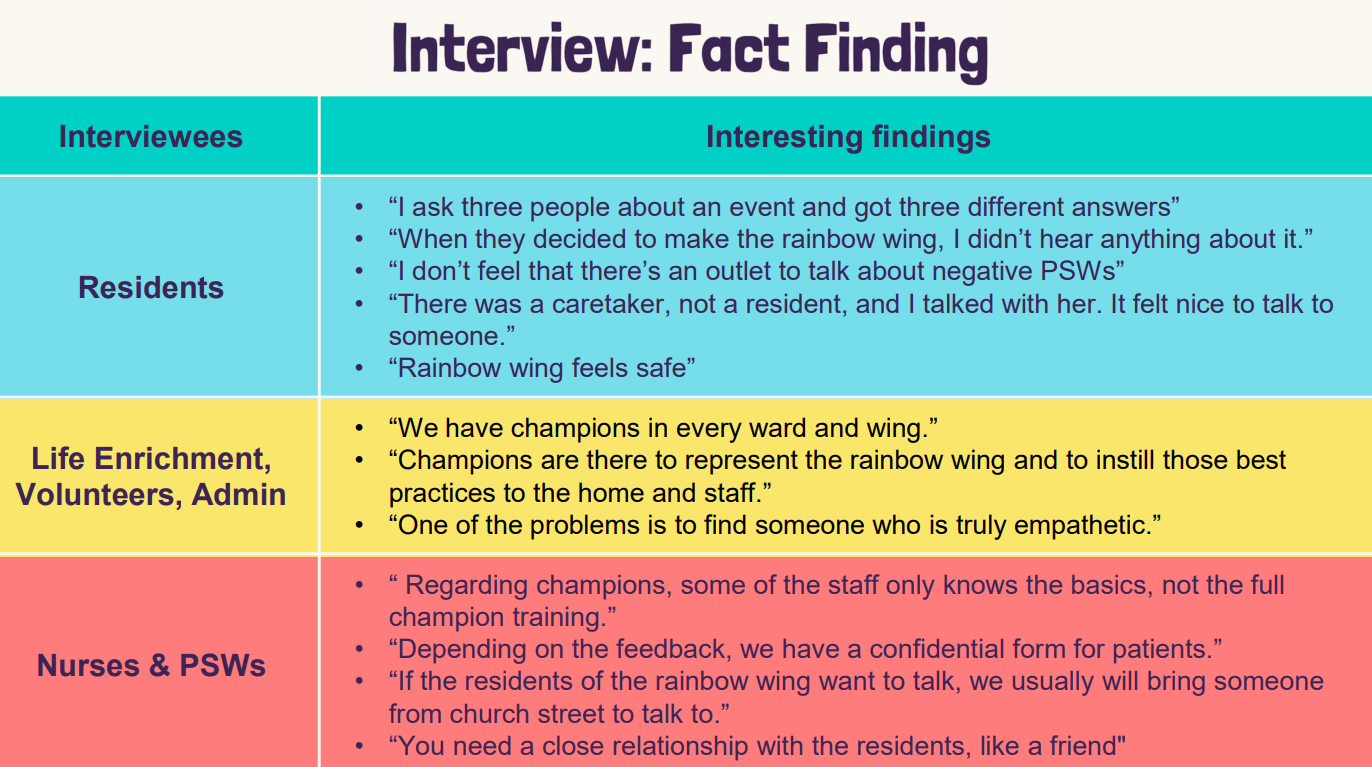 Interview: Fact Finding
Interviewees
Interesting findings
Residents
• “I ask three people about an event and got three different answers”
• “When they decided to make the rainbow wing, I didn’t hear anything about it.”
• “I don’t feel that there’s an outlet to talk about negative PSWs”
• “There was a caretaker, not a resident, and I talked with her. It felt nice to talk to
someone.”
• “Rainbow wing feels safe”
Life Enrichment,
Volunteers, Admin
• “We have champions in every ward and wing.”
• “Champions are there to represent the rainbow wing and to instill those best
practices to the home and staff.”
• “One of the problems is to find someone who is truly empathetic.”
Nurses & PSWs
• “ Regarding champions, some of the staff only knows the basics, not the full
champion training.”
• “Depending on the feedback, we have a confidential form for patients.”
• “If the residents of the rainbow wing want to talk, we usually will bring someone
from church street to talk to.”
• “You need a close relationship with the residents, like a friend"